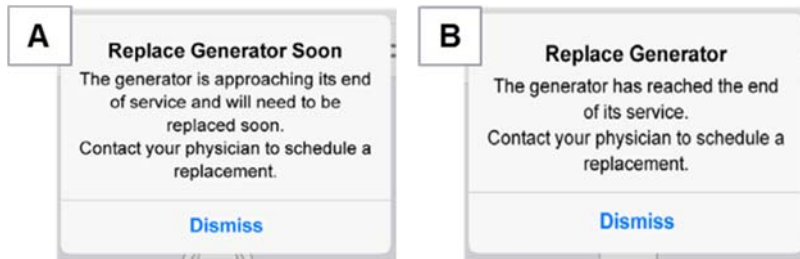 A
Replace Generator Soon
The generator is approaching its end
of service and will need to be
replaced soon.
Contact your physician to schedule a
replacement.
Dismiss
B
Replace Generator
The generator has reached the end
of its service.
Contact your physician to schedule a
replacement.
Dismiss